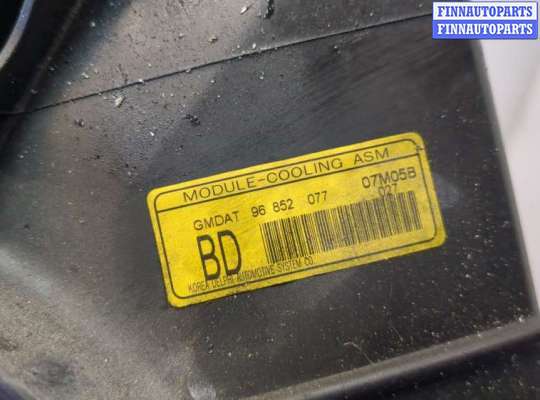 FINNAUTOPARTS
FINNAUTOPARTS
MODULE-COOLING ASM
GMDAT 96 852 077 07M05B
027
BD
KOREA DELPHI AUTOMOTIVE SYSTEM CO